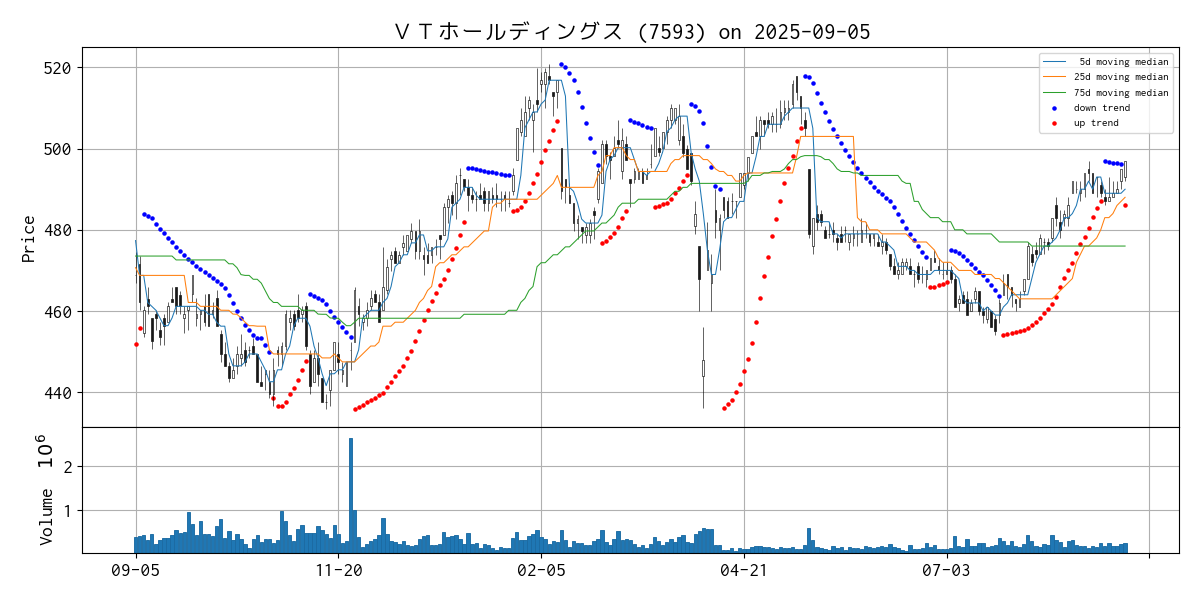 ＶＴホールディングス (7593) on 2025-09-05
5d moving median
25d moving median
75d moving median
down trend
up trend
Price
520
500
480
460
440
Volume 10^6
2
1
09-05 11-20 02-05 04-21 07-03